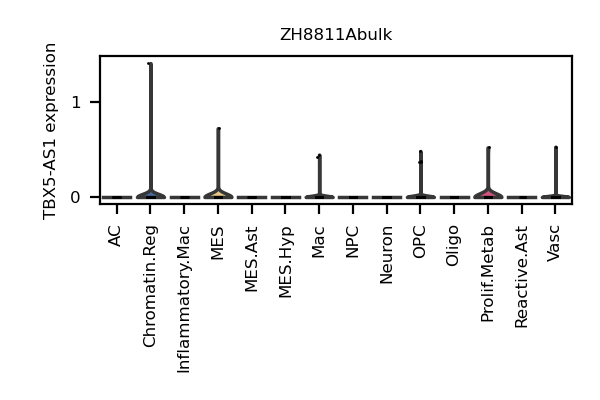 ZH8811Abulk
TBX5-AS1 expression
1
0
AC
Chromatin.Reg
Inflammatory.Mac
MES
MES.Ast
MES.Hyp
Mac
NPC
Neuron
OPC
Oligo
Prolif.Metab
Reactive.Ast
Vasc